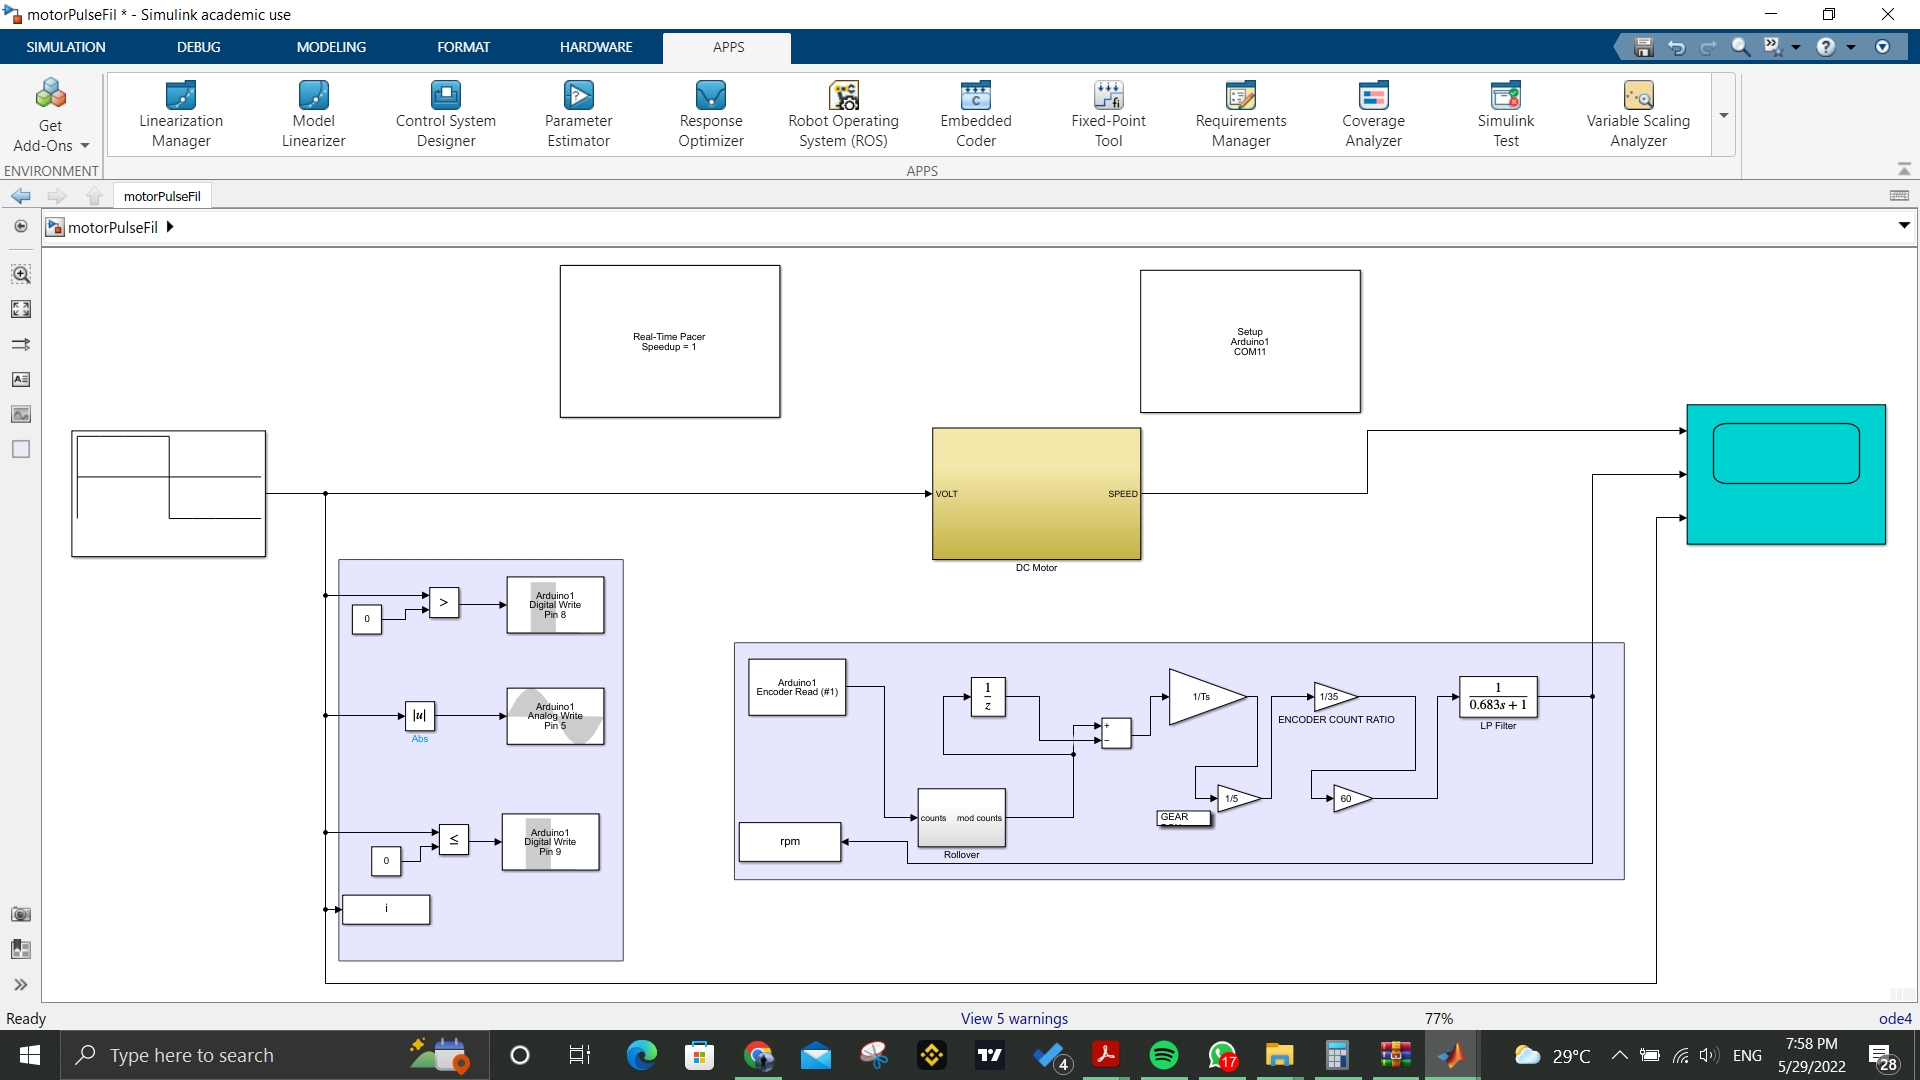 motorPulseFil * - Simulink academic use
SIMULATION
DEBUG
MODELING
FORMAT
HARDWARE
APPS
Get
Add-Ons
Linearization
Manager
Model
Linearizer
Control System
Designer
Parameter
Estimator
Response
Optimizer
Robot Operating
System (ROS)
Embedded
Coder
Fixed-Point
Tool
Requirements
Manager
Coverage
Analyzer
Simulink
Test
Variable Scaling
Analyzer
ENVIRONMENT
APPS
motorPulseFil
motorPulseFil
Real-Time Pacer
Speedup = 1
Setup
Arduino1
COM11
VOLT
SPEED
DC Motor
0
>
Arduino1
Digital Write
Pin 8
|u|
Abs
Arduino1
Analog Write
Pin 5
0
≤
Arduino1
Digital Write
Pin 9
i
Arduino1
Encoder Read (#1)
1
z
+
−
1/Ts
1/35
ENCODER COUNT RATIO
1
0.683s + 1
LP Filter
1/5
60
GEAR
counts
mod counts
Rollover
rpm
Ready
View 5 warnings
77%
ode4
Type here to search
4
17
29°C
ENG
7:58 PM
5/29/2022
28